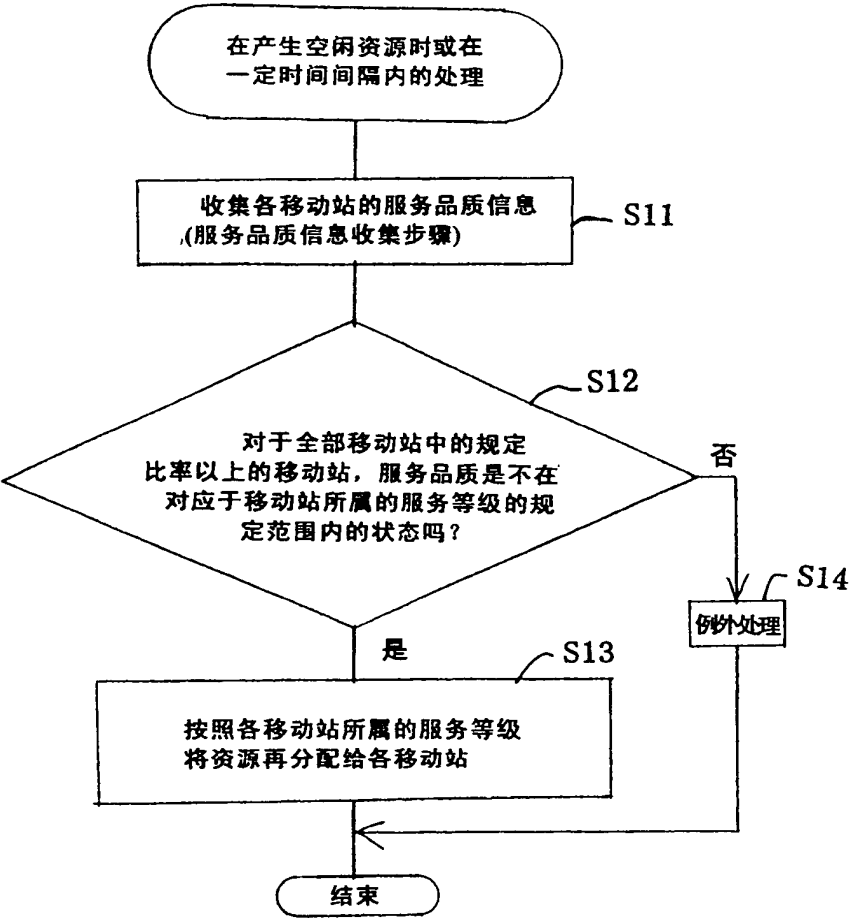 在产生空闲资源时或在
一定时间间隔内的处理
收集各移动站的服务品质信息
(服务品质信息收集步骤)
S11
S12
对于全部移动站中的规定
比率以上的移动站，服务品质是不在
对应于移动站所属的服务等级的规
定范围内的状态吗？
否
S14
例外处理
是
S13
按照各移动站所属的服务等级
将资源再分配给各移动站
结束